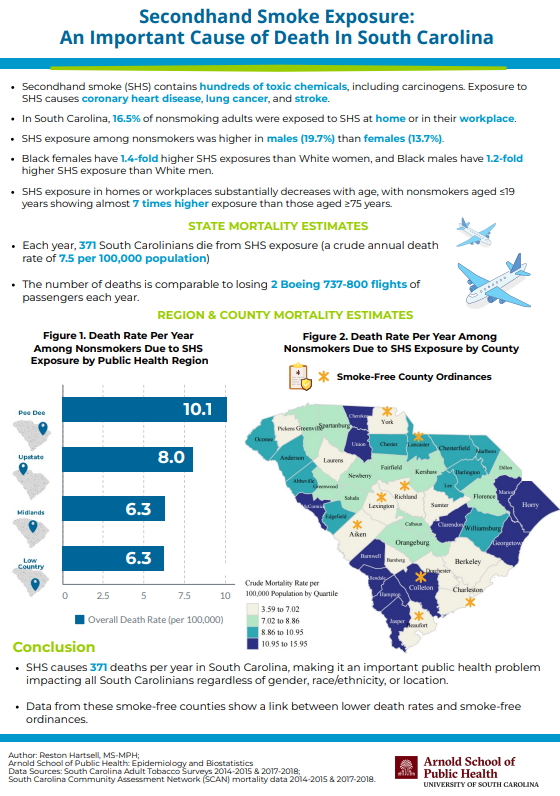 Secondhand Smoke Exposure:
An Important Cause of Death In South Carolina
• Secondhand smoke (SHS) contains hundreds of toxic chemicals, including carcinogens. Exposure to
SHS causes coronary heart disease, lung cancer, and stroke.
• In South Carolina, 16.5% of nonsmoking adults were exposed to SHS at home or in their workplace.
• SHS exposure among nonsmokers was higher in males (19.7%) than females (13.7%).
• Black females have 1.4-fold higher SHS exposures than White women, and Black males have 1.2-fold
higher SHS exposure than White men.
• SHS exposure in homes or workplaces substantially decreases with age, with nonsmokers aged ≤19
years showing almost 7 times higher exposure than those aged ≥75 years.
STATE MORTALITY ESTIMATES
• Each year, 371 South Carolinians die from SHS exposure (a crude annual death
rate of 7.5 per 100,000 population)
• The number of deaths is comparable to losing 2 Boeing 737-800 flights of
passengers each year.
REGION & COUNTY MORTALITY ESTIMATES
Figure 1. Death Rate Per Year
Among Nonsmokers Due to SHS
Exposure by Public Health Region
Pee Dee
10.1
Upstate
8.0
Midlands
6.3
Low
Country
6.3
0 2.5 5 7.5 10
Overall Death Rate (per 100,000)
Figure 2. Death Rate Per Year Among
Nonsmokers Due to SHS Exposure by County
Smoke-Free County Ordinances
Cherokee
York
Pickens
Greenville
Spartanburg
Oconee
Union
Chester
Lancaster
Chesterfield
Marlboro
Anderson
Laurens
Fairfield
Kershaw
Darlington
Dillon
Newberry
Abbeville
Greenwood
Lee
Florence
Marion
Horry
Saluda
Richland
Lexington
Sumter
McCormick
Edgefield
Calhoun
Clarendon
Williamsburg
Aiken
Orangeburg
Georgetown
Barnwell
Bamberg
Berkeley
Dorchester
Allendale
Colleton
Charleston
Hampton
Jasper
Beaufort
Crude Mortality Rate per
100,000 Population by Quartile
3.59 to 7.02
7.02 to 8.86
8.86 to 10.95
10.95 to 15.95
Conclusion
• SHS causes 371 deaths per year in South Carolina, making it an important public health problem
impacting all South Carolinians regardless of gender, race/ethnicity, or location.
• Data from these smoke-free counties show a link between lower death rates and smoke-free
ordinances.
Author: Reston Hartsell, MS-MPH;
Arnold School of Public Health: Epidemiology and Biostatistics
Data Sources: South Carolina Adult Tobacco Surveys 2014-2015 & 2017-2018;
South Carolina Community Assessment Network (SCAN) mortality data 2014-2015 & 2017-2018.
Arnold School of
Public Health
UNIVERSITY OF SOUTH CAROLINA